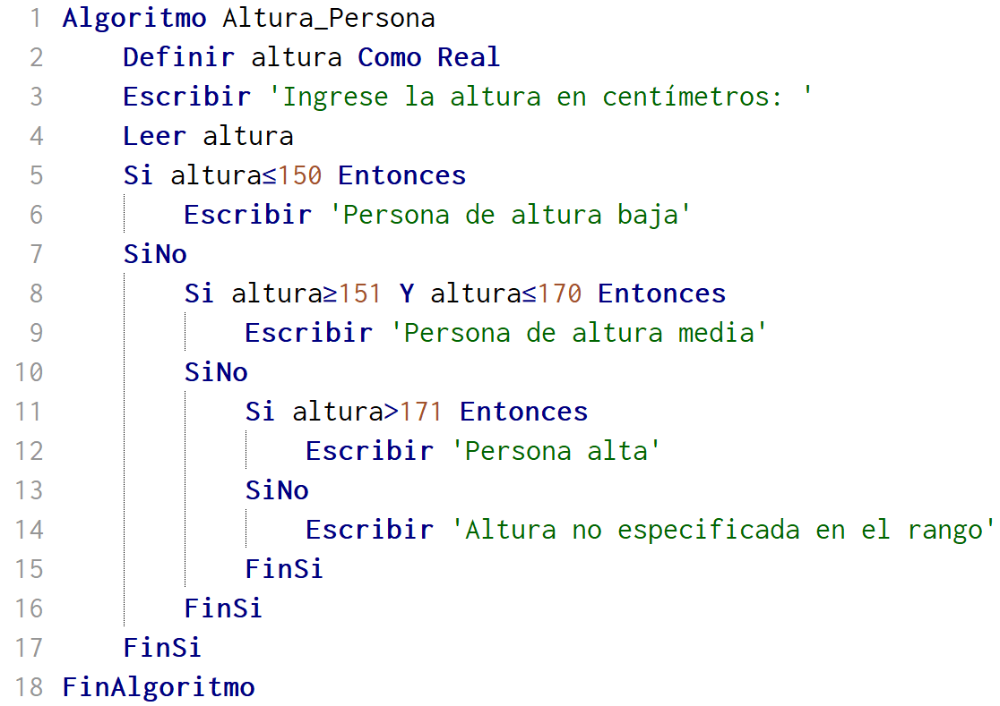 1 Algoritmo Altura_Persona
2 Definir altura Como Real
3 Escribir 'Ingrese la altura en centímetros: '
4 Leer altura
5 Si altura≤150 Entonces
6 Escribir 'Persona de altura baja'
7 SiNo
8 Si altura≥151 Y altura≤170 Entonces
9 Escribir 'Persona de altura media'
10 SiNo
11 Si altura>171 Entonces
12 Escribir 'Persona alta'
13 SiNo
14 Escribir 'Altura no especificada en el rango'
15 FinSi
16 FinSi
17 FinSi
18 FinAlgoritmo